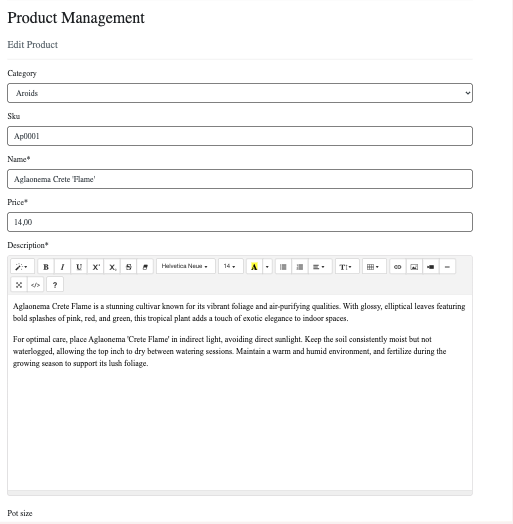 Product Management
Edit Product
Category
Aroids
Sku
Ap0001
Name*
Aglaonema Crete 'Flame'
Price*
14,00
Description*
B I U X² X₂ S Helvetica Neue 14 A T↕ </> ?
Aglaonema Crete Flame is a stunning cultivar known for its vibrant foliage and air-purifying qualities. With glossy, elliptical leaves featuring
bold splashes of pink, red, and green, this tropical plant adds a touch of exotic elegance to indoor spaces.
For optimal care, place Aglaonema 'Crete Flame' in indirect light, avoiding direct sunlight. Keep the soil consistently moist but not
waterlogged, allowing the top inch to dry between watering sessions. Maintain a warm and humid environment, and fertilize during the
growing season to support its lush foliage.
Pot size